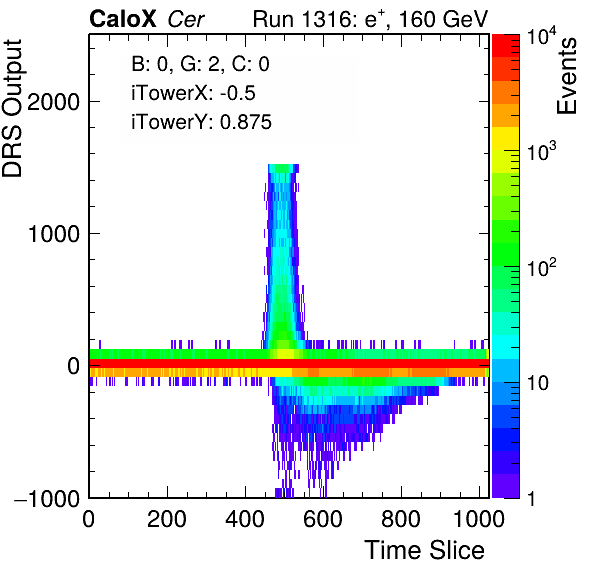 CaloX Cer Run 1316: e⁺, 160 GeV
B: 0, G: 2, C: 0
iTowerX: -0.5
iTowerY: 0.875
DRS Output
2000
1000
0
−1000
0 200 400 600 800 1000
Time Slice
Events
10⁴
10³
10²
10
1